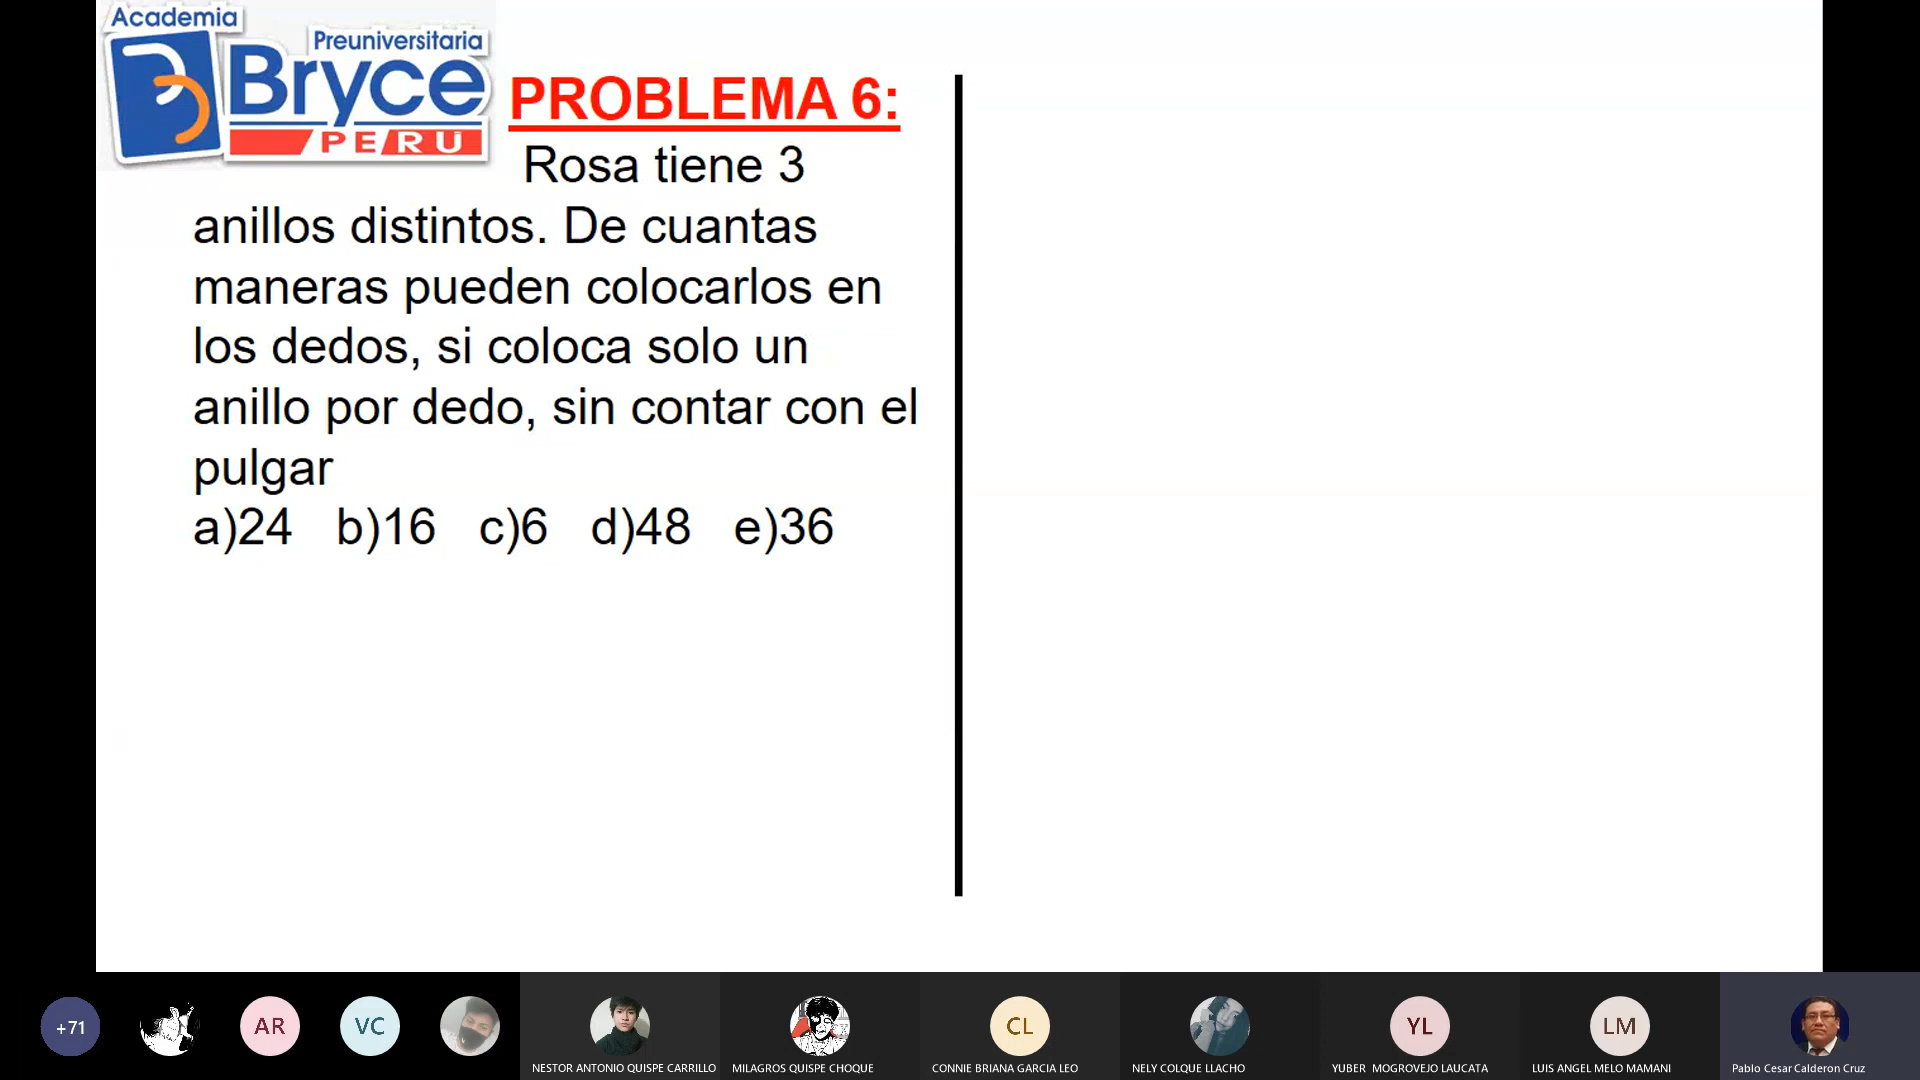 Academia
Preuniversitaria
Bryce
PERÚ
PROBLEMA 6:
Rosa tiene 3
anillos distintos. De cuantas
maneras pueden colocarlos en
los dedos, si coloca solo un
anillo por dedo, sin contar con el
pulgar
a)24 b)16 c)6 d)48 e)36
+71
AR
VC
CL
YL
LM
NESTOR ANTONIO QUISPE CARRILLO
MILAGROS QUISPE CHOQUE
CONNIE BRIANA GARCIA LEO
NELY COLQUE LLACHO
YUBER MOGROVEJO LAUCATA
LUIS ANGEL MELO MAMANI
Pablo Cesar Calderon Cruz